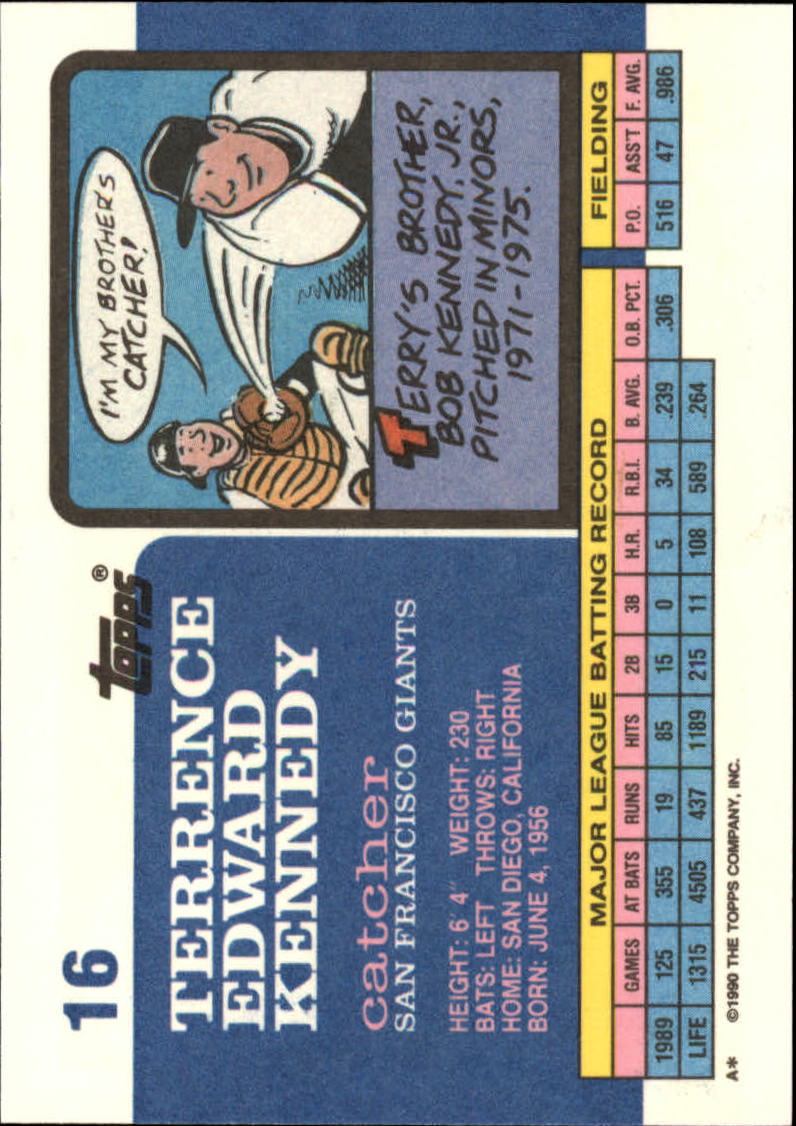 16
topps®
TERRENCE
EDWARD
KENNEDY
catcher
SAN FRANCISCO GIANTS
HEIGHT: 6' 4" WEIGHT: 230
BATS: LEFT THROWS: RIGHT
HOME: SAN DIEGO, CALIFORNIA
BORN: JUNE 4, 1956
I'M MY BROTHER'S
CATCHER!
TERRY'S BROTHER,
BOB KENNEDY, JR.,
PITCHED IN MINORS,
1971-1975.
MAJOR LEAGUE BATTING RECORD FIELDING
GAMES AT BATS RUNS HITS 2B 3B H.R. R.B.I. B. AVG. O.B. PCT. P.O. ASS'T F. AVG.
1989 125 355 19 85 15 0 5 34 .239 .306 516 47 .986
LIFE 1315 4505 437 1189 215 11 108 589 .264
A* ©1990 THE TOPPS COMPANY, INC.